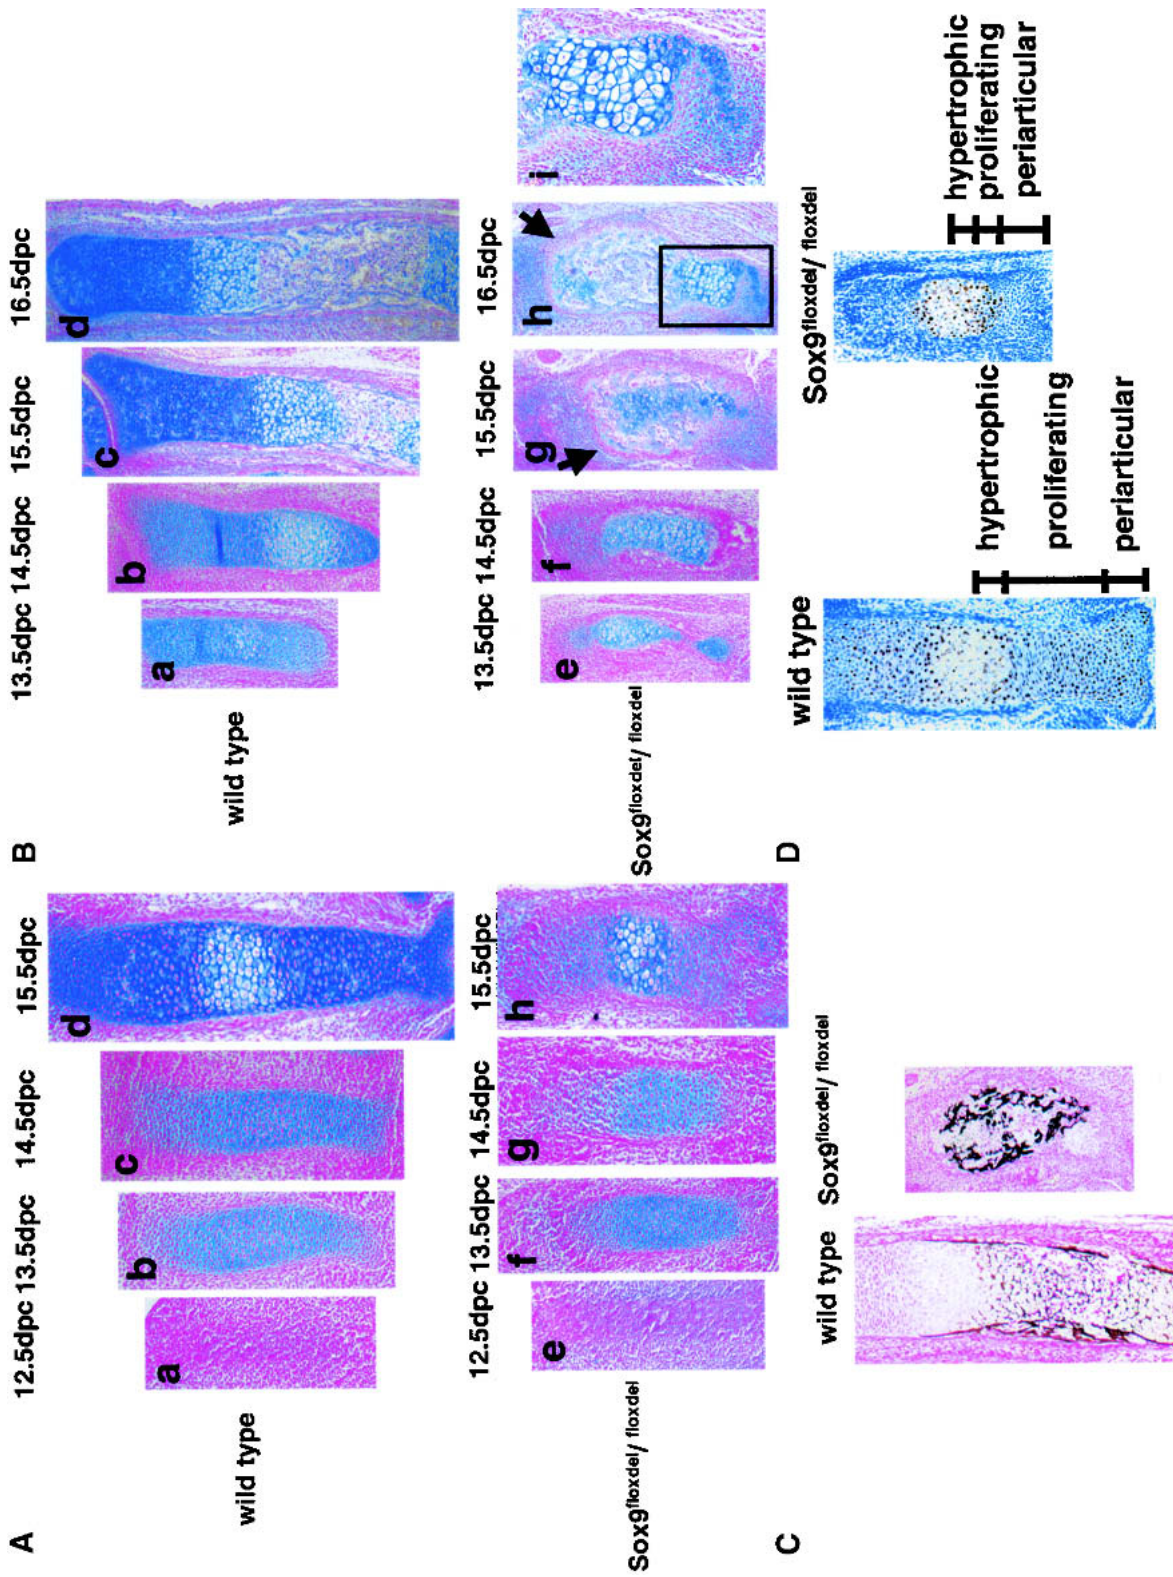 A
12.5dpc 13.5dpc 14.5dpc 15.5dpc
wild type
a
b
c
d
12.5dpc 13.5dpc 14.5dpc 15.5dpc
Sox9floxdel/ floxdel
e
f
g
h
B
13.5dpc 14.5dpc 15.5dpc 16.5dpc
wild type
a
b
c
d
13.5dpc 14.5dpc 15.5dpc 16.5dpc
Sox9floxdel/ floxdel
e
f
g
h
i
C
wild type Sox9floxdel/ floxdel
D
wild type
hypertrophic
proliferating
periarticular
Sox9floxdel/ floxdel
hypertrophic
proliferating
periarticular